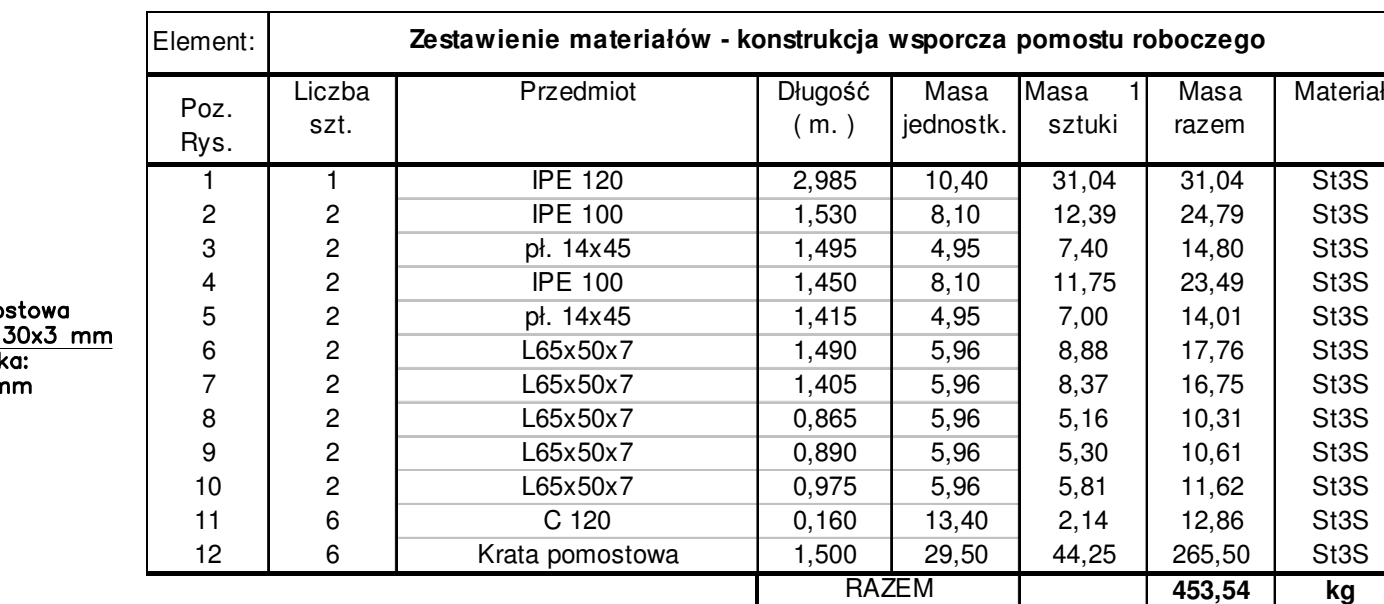 Element: Zestawienie materiałów - konstrukcja wsporcza pomostu roboczego
Poz. Rys. Liczba szt. Przedmiot Długość ( m. ) Masa jednostk. Masa 1 sztuki Masa razem Materiał
1 1 IPE 120 2,985 10,40 31,04 31,04 St3S
2 2 IPE 100 1,530 8,10 12,39 24,79 St3S
3 2 pł. 14x45 1,495 4,95 7,40 14,80 St3S
4 2 IPE 100 1,450 8,10 11,75 23,49 St3S
5 2 pł. 14x45 1,415 4,95 7,00 14,01 St3S
6 2 L65x50x7 1,490 5,96 8,88 17,76 St3S
7 2 L65x50x7 1,405 5,96 8,37 16,75 St3S
8 2 L65x50x7 0,865 5,96 5,16 10,31 St3S
9 2 L65x50x7 0,890 5,96 5,30 10,61 St3S
10 2 L65x50x7 0,975 5,96 5,81 11,62 St3S
11 6 C 120 0,160 13,40 2,14 12,86 St3S
12 6 Krata pomostowa 1,500 29,50 44,25 265,50 St3S
RAZEM 453,54 kg
ostowa
30x3 mm
ka:
mm